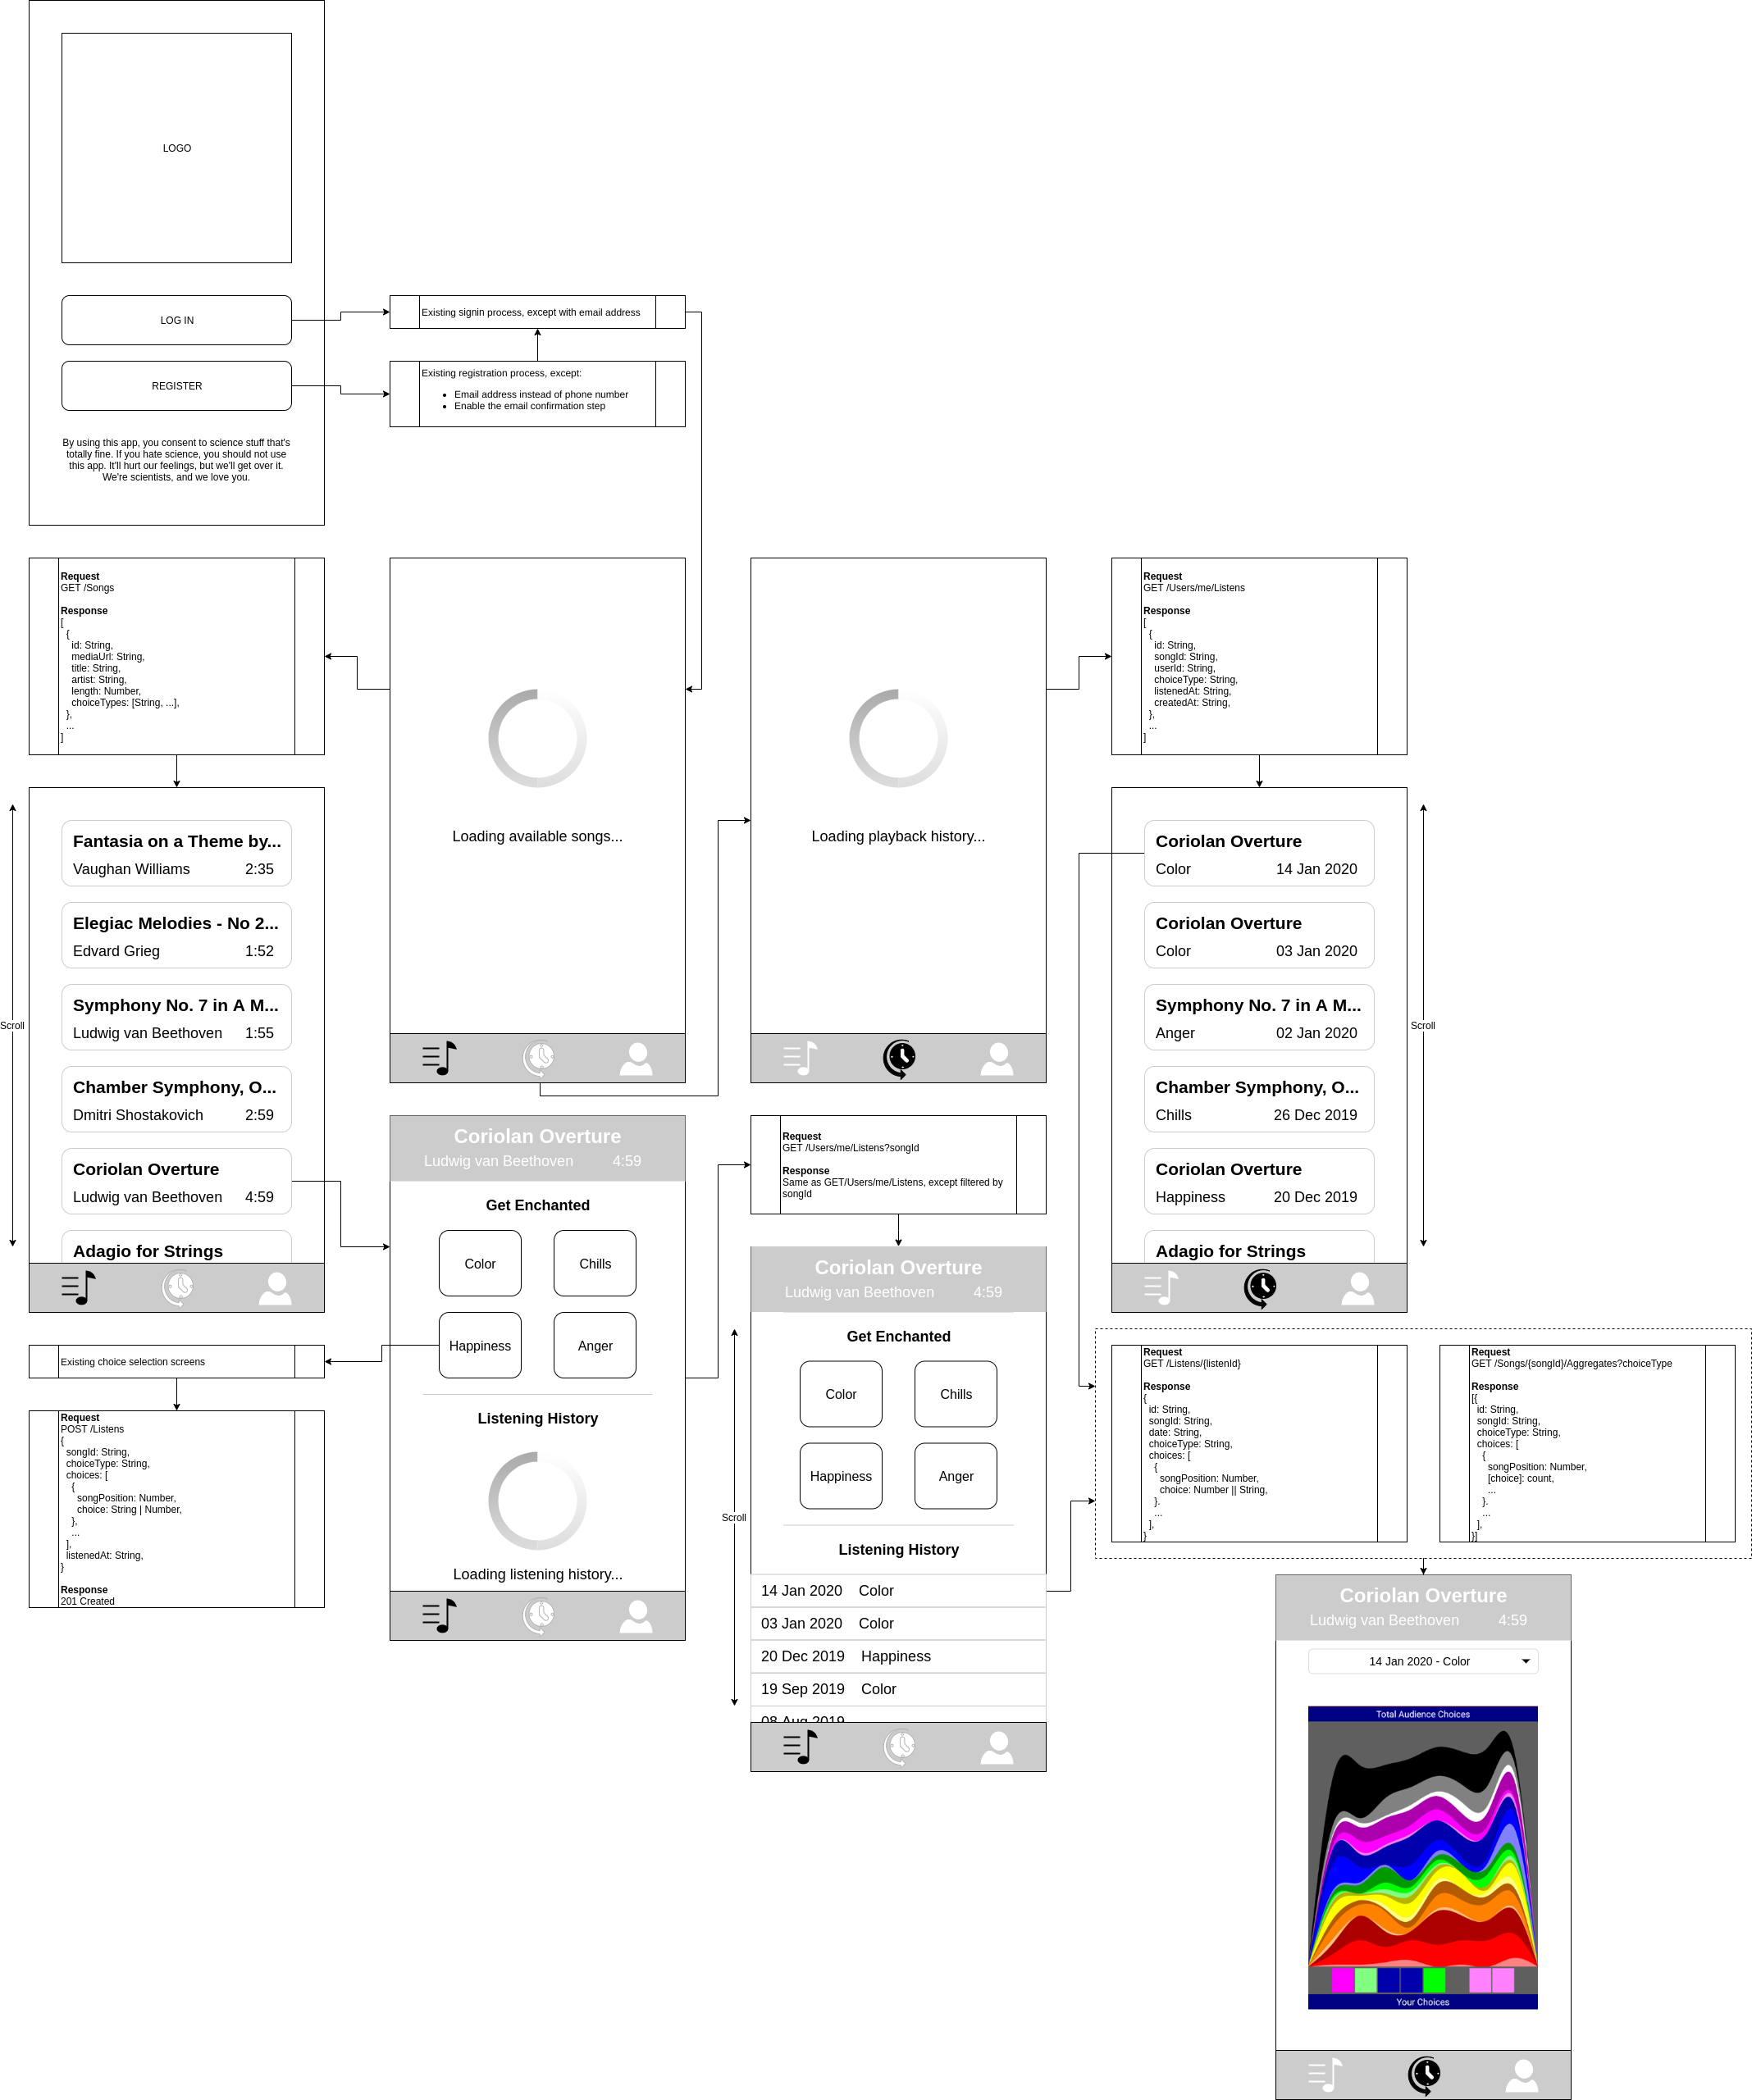 LOGO
LOG IN
REGISTER
By using this app, you consent to science stuff that's
totally fine. If you hate science, you should not use
this app. It'll hurt our feelings, but we'll get over it.
We're scientists, and we love you.
Existing signin process, except with email address
Existing registration process, except:
• Email address instead of phone number
• Enable the email confirmation step
Request
GET /Songs
Response
[
{
id: String,
mediaUrl: String,
title: String,
artist: String,
length: Number,
choiceTypes: [String, ...],
},
...
]
Loading available songs...
Loading playback history...
Request
GET /Users/me/Listens
Response
[
{
id: String,
songId: String,
userId: String,
choiceType: String,
listenedAt: String,
createdAt: String,
},
...
]
Scroll
Fantasia on a Theme by...
Vaughan Williams 2:35
Elegiac Melodies - No 2...
Edvard Grieg 1:52
Symphony No. 7 in A M...
Ludwig van Beethoven 1:55
Chamber Symphony, O...
Dmitri Shostakovich 2:59
Coriolan Overture
Ludwig van Beethoven 4:59
Adagio for Strings
Coriolan Overture
Color 14 Jan 2020
Coriolan Overture
Color 03 Jan 2020
Symphony No. 7 in A M...
Anger 02 Jan 2020
Chamber Symphony, O...
Chills 26 Dec 2019
Coriolan Overture
Happiness 20 Dec 2019
Adagio for Strings
Scroll
Coriolan Overture
Ludwig van Beethoven 4:59
Get Enchanted
Color Chills
Happiness Anger
Listening History
Loading listening history...
Existing choice selection screens
Request
POST /Listens
{
songId: String,
choiceType: String,
choices: [
{
songPosition: Number,
choice: String | Number,
},
...
],
listenedAt: String,
}
Response
201 Created
Request
GET /Users/me/Listens?songId
Response
Same as GET/Users/me/Listens, except filtered by
songId
Scroll
Coriolan Overture
Ludwig van Beethoven 4:59
Get Enchanted
Color Chills
Happiness Anger
Listening History
14 Jan 2020 Color
03 Jan 2020 Color
20 Dec 2019 Happiness
19 Sep 2019 Color
08 Aug 2019
Request
GET /Listens/{listenId}
Response
{
id: String,
songId: String,
date: String,
choiceType: String,
choices: [
{
songPosition: Number,
choice: Number || String,
}.
...
],
}
Request
GET /Songs/{songId}/Aggregates?choiceType
Response
[{
id: String,
songId: String,
choiceType: String,
choices: [
{
songPosition: Number,
[choice]: count,
...
}.
...
],
}]
Coriolan Overture
Ludwig van Beethoven 4:59
14 Jan 2020 - Color
Total Audience Choices
Your Choices